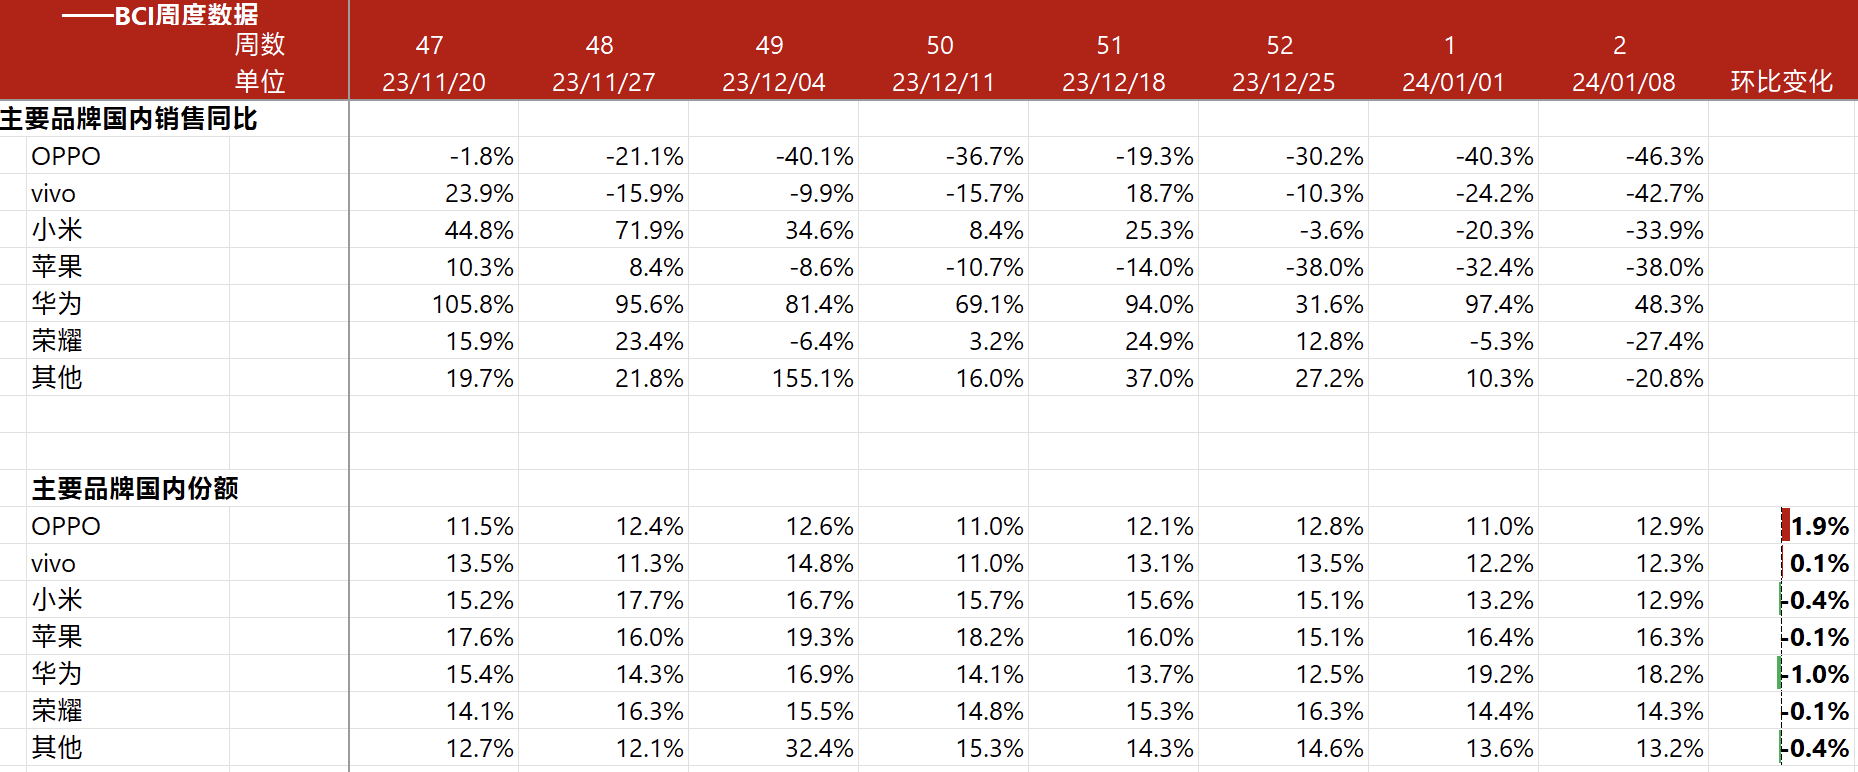 ——BCI周度数据
周数 47 48 49 50 51 52 1 2
单位 23/11/20 23/11/27 23/12/04 23/12/11 23/12/18 23/12/25 24/01/01 24/01/08 环比变化
主要品牌国内销售同比
OPPO -1.8% -21.1% -40.1% -36.7% -19.3% -30.2% -40.3% -46.3%
vivo 23.9% -15.9% -9.9% -15.7% 18.7% -10.3% -24.2% -42.7%
小米 44.8% 71.9% 34.6% 8.4% 25.3% -3.6% -20.3% -33.9%
苹果 10.3% 8.4% -8.6% -10.7% -14.0% -38.0% -32.4% -38.0%
华为 105.8% 95.6% 81.4% 69.1% 94.0% 31.6% 97.4% 48.3%
荣耀 15.9% 23.4% -6.4% 3.2% 24.9% 12.8% -5.3% -27.4%
其他 19.7% 21.8% 155.1% 16.0% 37.0% 27.2% 10.3% -20.8%
主要品牌国内份额
OPPO 11.5% 12.4% 12.6% 11.0% 12.1% 12.8% 11.0% 12.9% 1.9%
vivo 13.5% 11.3% 14.8% 11.0% 13.1% 13.5% 12.2% 12.3% 0.1%
小米 15.2% 17.7% 16.7% 15.7% 15.6% 15.1% 13.2% 12.9% -0.4%
苹果 17.6% 16.0% 19.3% 18.2% 16.0% 15.1% 16.4% 16.3% -0.1%
华为 15.4% 14.3% 16.9% 14.1% 13.7% 12.5% 19.2% 18.2% -1.0%
荣耀 14.1% 16.3% 15.5% 14.8% 15.3% 16.3% 14.4% 14.3% -0.1%
其他 12.7% 12.1% 32.4% 15.3% 14.3% 14.6% 13.6% 13.2% -0.4%